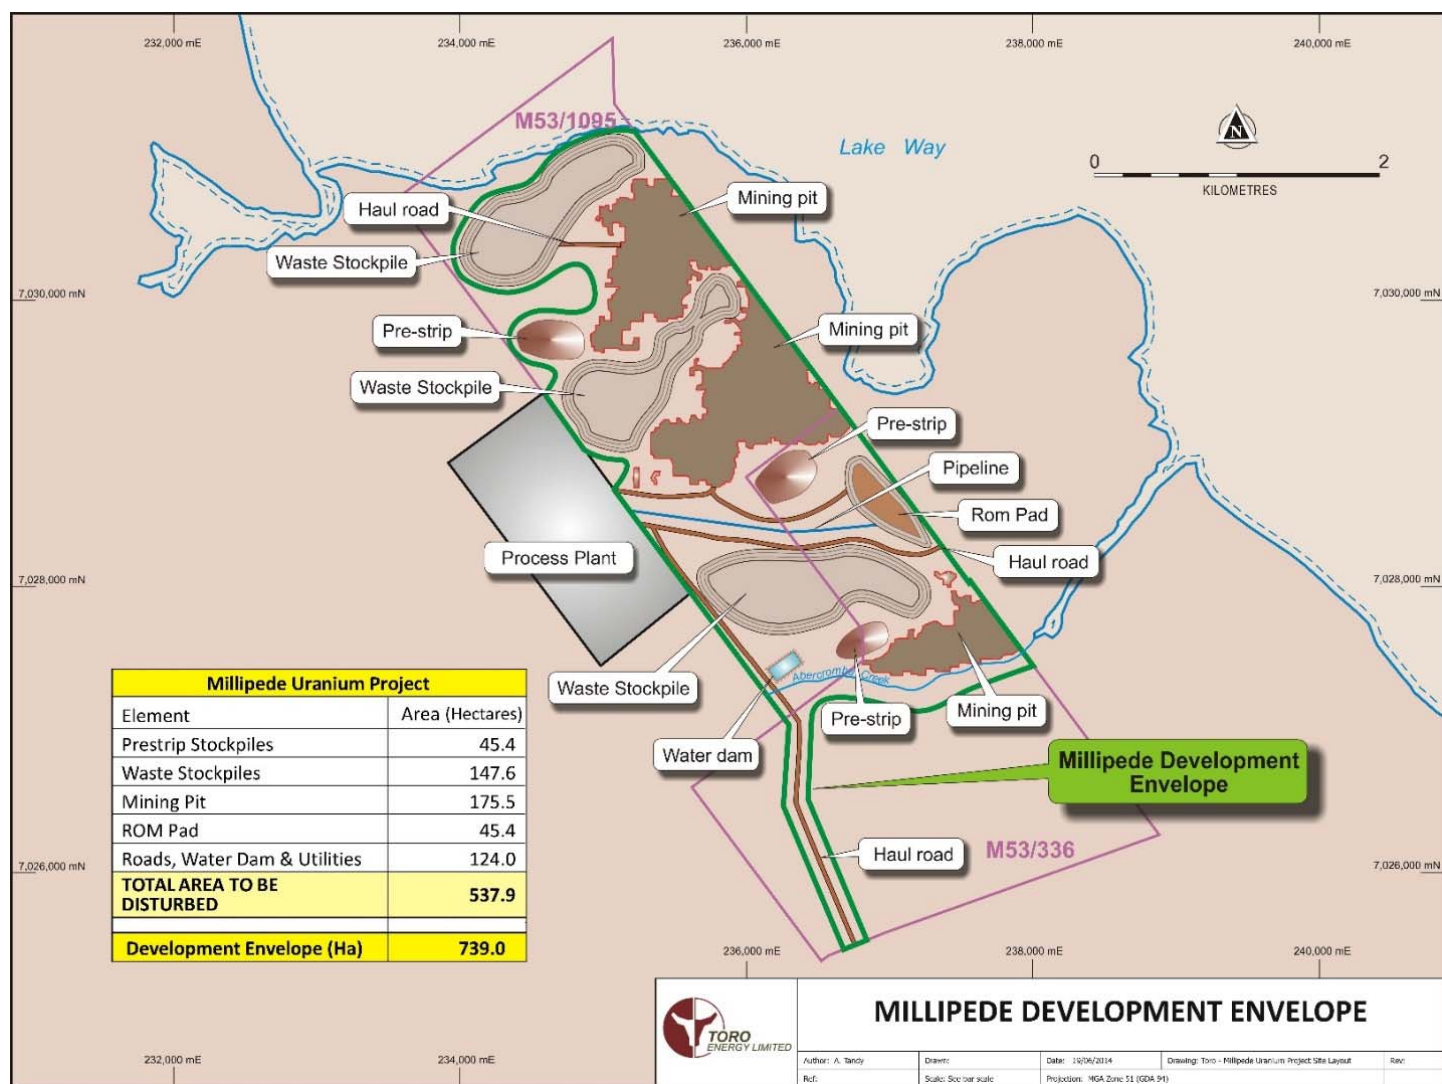 232,000 mE
234,000 mE
236,000 mE
238,000 mE
240,000 mE
M53/1095
Lake Way
N
0
2
KILOMETRES
Mining pit
Haul road
Waste Stockpile
7,030,000 mN
7,030,000 mN
Pre-strip
Mining pit
Waste Stockpile
Pre-strip
Pipeline
Rom Pad
Process Plant
Haul road
7,028,000 mN
7,028,000 mN
Waste Stockpile
Abercromby Creek
Pre-strip
Mining pit
Water dam
Millipede Development
Envelope
Haul road
M53/336
7,026,000 mN
7,026,000 mN
Millipede Uranium Project
Element Area (Hectares)
Prestrip Stockpiles 45.4
Waste Stockpiles 147.6
Mining Pit 175.5
ROM Pad 45.4
Roads, Water Dam & Utilities 124.0
TOTAL AREA TO BE
DISTURBED 537.9
Development Envelope (Ha) 739.0
236,000 mE
238,000 mE
240,000 mE
232,000 mE
234,000 mE
TORO
ENERGY LIMITED
MILLIPEDE DEVELOPMENT ENVELOPE
Author: A. Tandy
Drawn:
Date: 19/06/2014
Drawing: Toro - Millipede Uranium Project Site Layout
Rev:
Ref:
Scale: See bar scale
Projection: MGA Zone 51 (GDA 94)